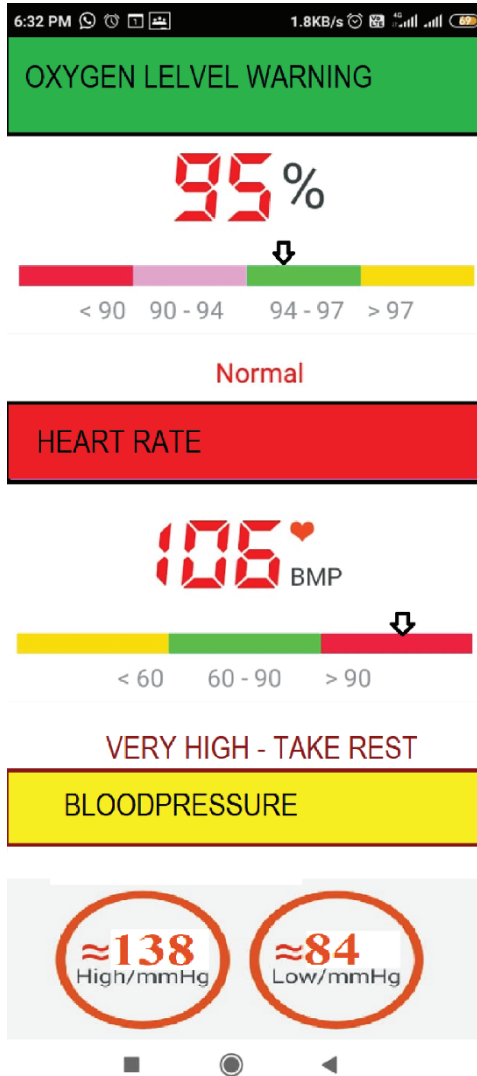 6:32 PM 1.8KB/s 4G 69
OXYGEN LELVEL WARNING
95%
< 90 90 - 94 94 - 97 > 97
Normal
HEART RATE
106 BMP
< 60 60 - 90 > 90
VERY HIGH - TAKE REST
BLOODPRESSURE
≈138 ≈84
High/mmHg Low/mmHg